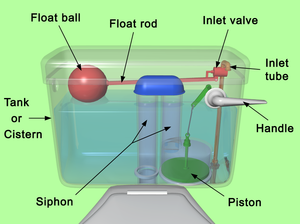 Float ball
Float rod
Inlet valve
Inlet
tube
Tank
or
Cistern
Handle
Siphon
Piston